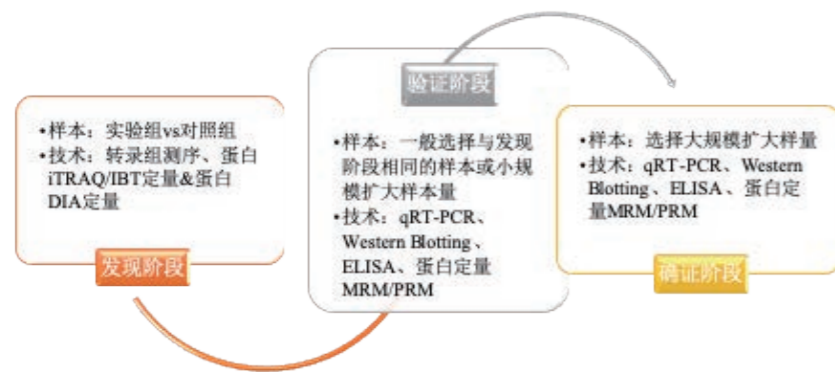 •样本：实验组vs对照组
•技术：转录组测序、蛋白
iTRAQ/IBT定量&蛋白
DIA定量
发现阶段
验证阶段
•样本：一般选择与发现
阶段相同的样本或小规
模扩大样本量
•技术：qRT-PCR、
Western Blotting、
ELISA、蛋白定量
MRM/PRM
•样本：选择大规模扩大样量
•技术：qRT-PCR、Western
Blotting、ELISA、蛋白定
量MRM/PRM
确证阶段